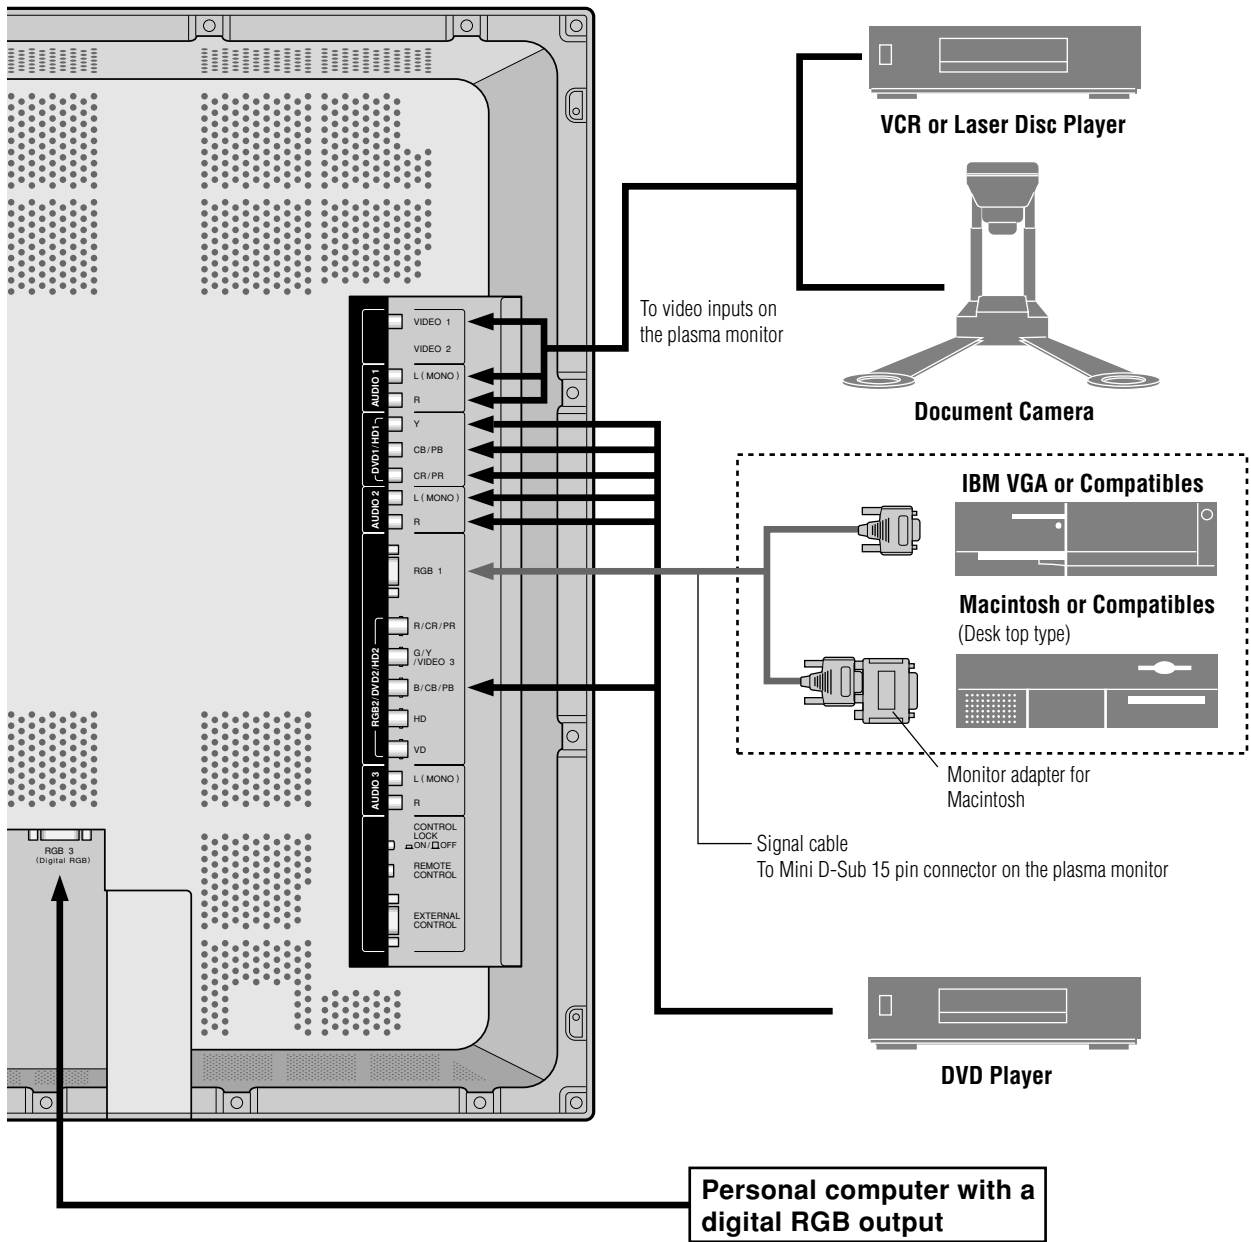 VCR or Laser Disc Player
To video inputs on
the plasma monitor
Document Camera
VIDEO 1
VIDEO 2
AUDIO 1
L ( MONO )
R
DVD1 / HD1
Y
CB / PB
CR / PR
AUDIO 2
L ( MONO )
R
RGB 1
RGB2/ DVD2 / HD2
R / CR / PR
G / Y
/ VIDEO 3
B / CB / PB
HD
VD
AUDIO 3
L ( MONO )
R
CONTROL
LOCK
ON / OFF
REMOTE
CONTROL
EXTERNAL
CONTROL
IBM VGA or Compatibles
Macintosh or Compatibles
(Desk top type)
Monitor adapter for
Macintosh
Signal cable
To Mini D-Sub 15 pin connector on the plasma monitor
RGB 3
(Digital RGB)
DVD Player
Personal computer with a
digital RGB output